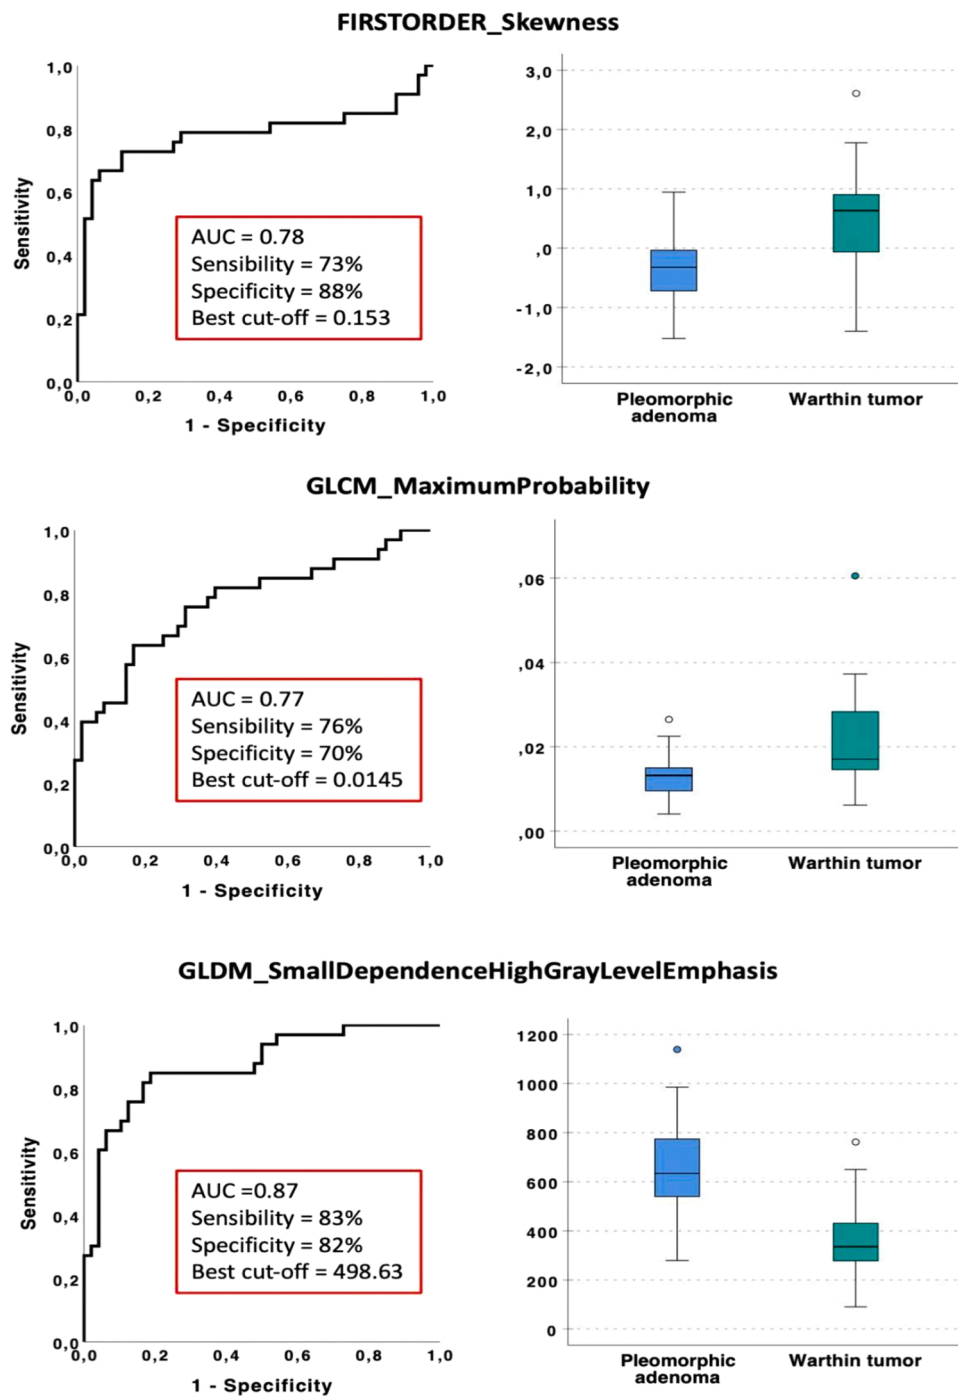 FIRSTORDER_Skewness
1,0
0,8
0,6
0,4
0,2
0,0
Sensitivity
AUC = 0.78
Sensibility = 73%
Specificity = 88%
Best cut-off = 0.153
0,0 0,2 0,4 0,6 0,8 1,0
1 - Specificity
3,0
2,0
1,0
,0
-1,0
-2,0
Pleomorphic
adenoma
Warthin tumor
GLCM_MaximumProbability
1,0
0,8
0,6
0,4
0,2
0,0
Sensitivity
AUC = 0.77
Sensibility = 76%
Specificity = 70%
Best cut-off = 0.0145
0,0 0,2 0,4 0,6 0,8 1,0
1 - Specificity
,06
,04
,02
,00
Pleomorphic
adenoma
Warthin tumor
GLDM_SmallDependenceHighGrayLevelEmphasis
1,0
0,8
0,6
0,4
0,2
0,0
Sensitivity
AUC =0.87
Sensibility = 83%
Specificity = 82%
Best cut-off = 498.63
0,0 0,2 0,4 0,6 0,8 1,0
1 - Specificity
1200
1000
800
600
400
200
0
Pleomorphic
adenoma
Warthin tumor